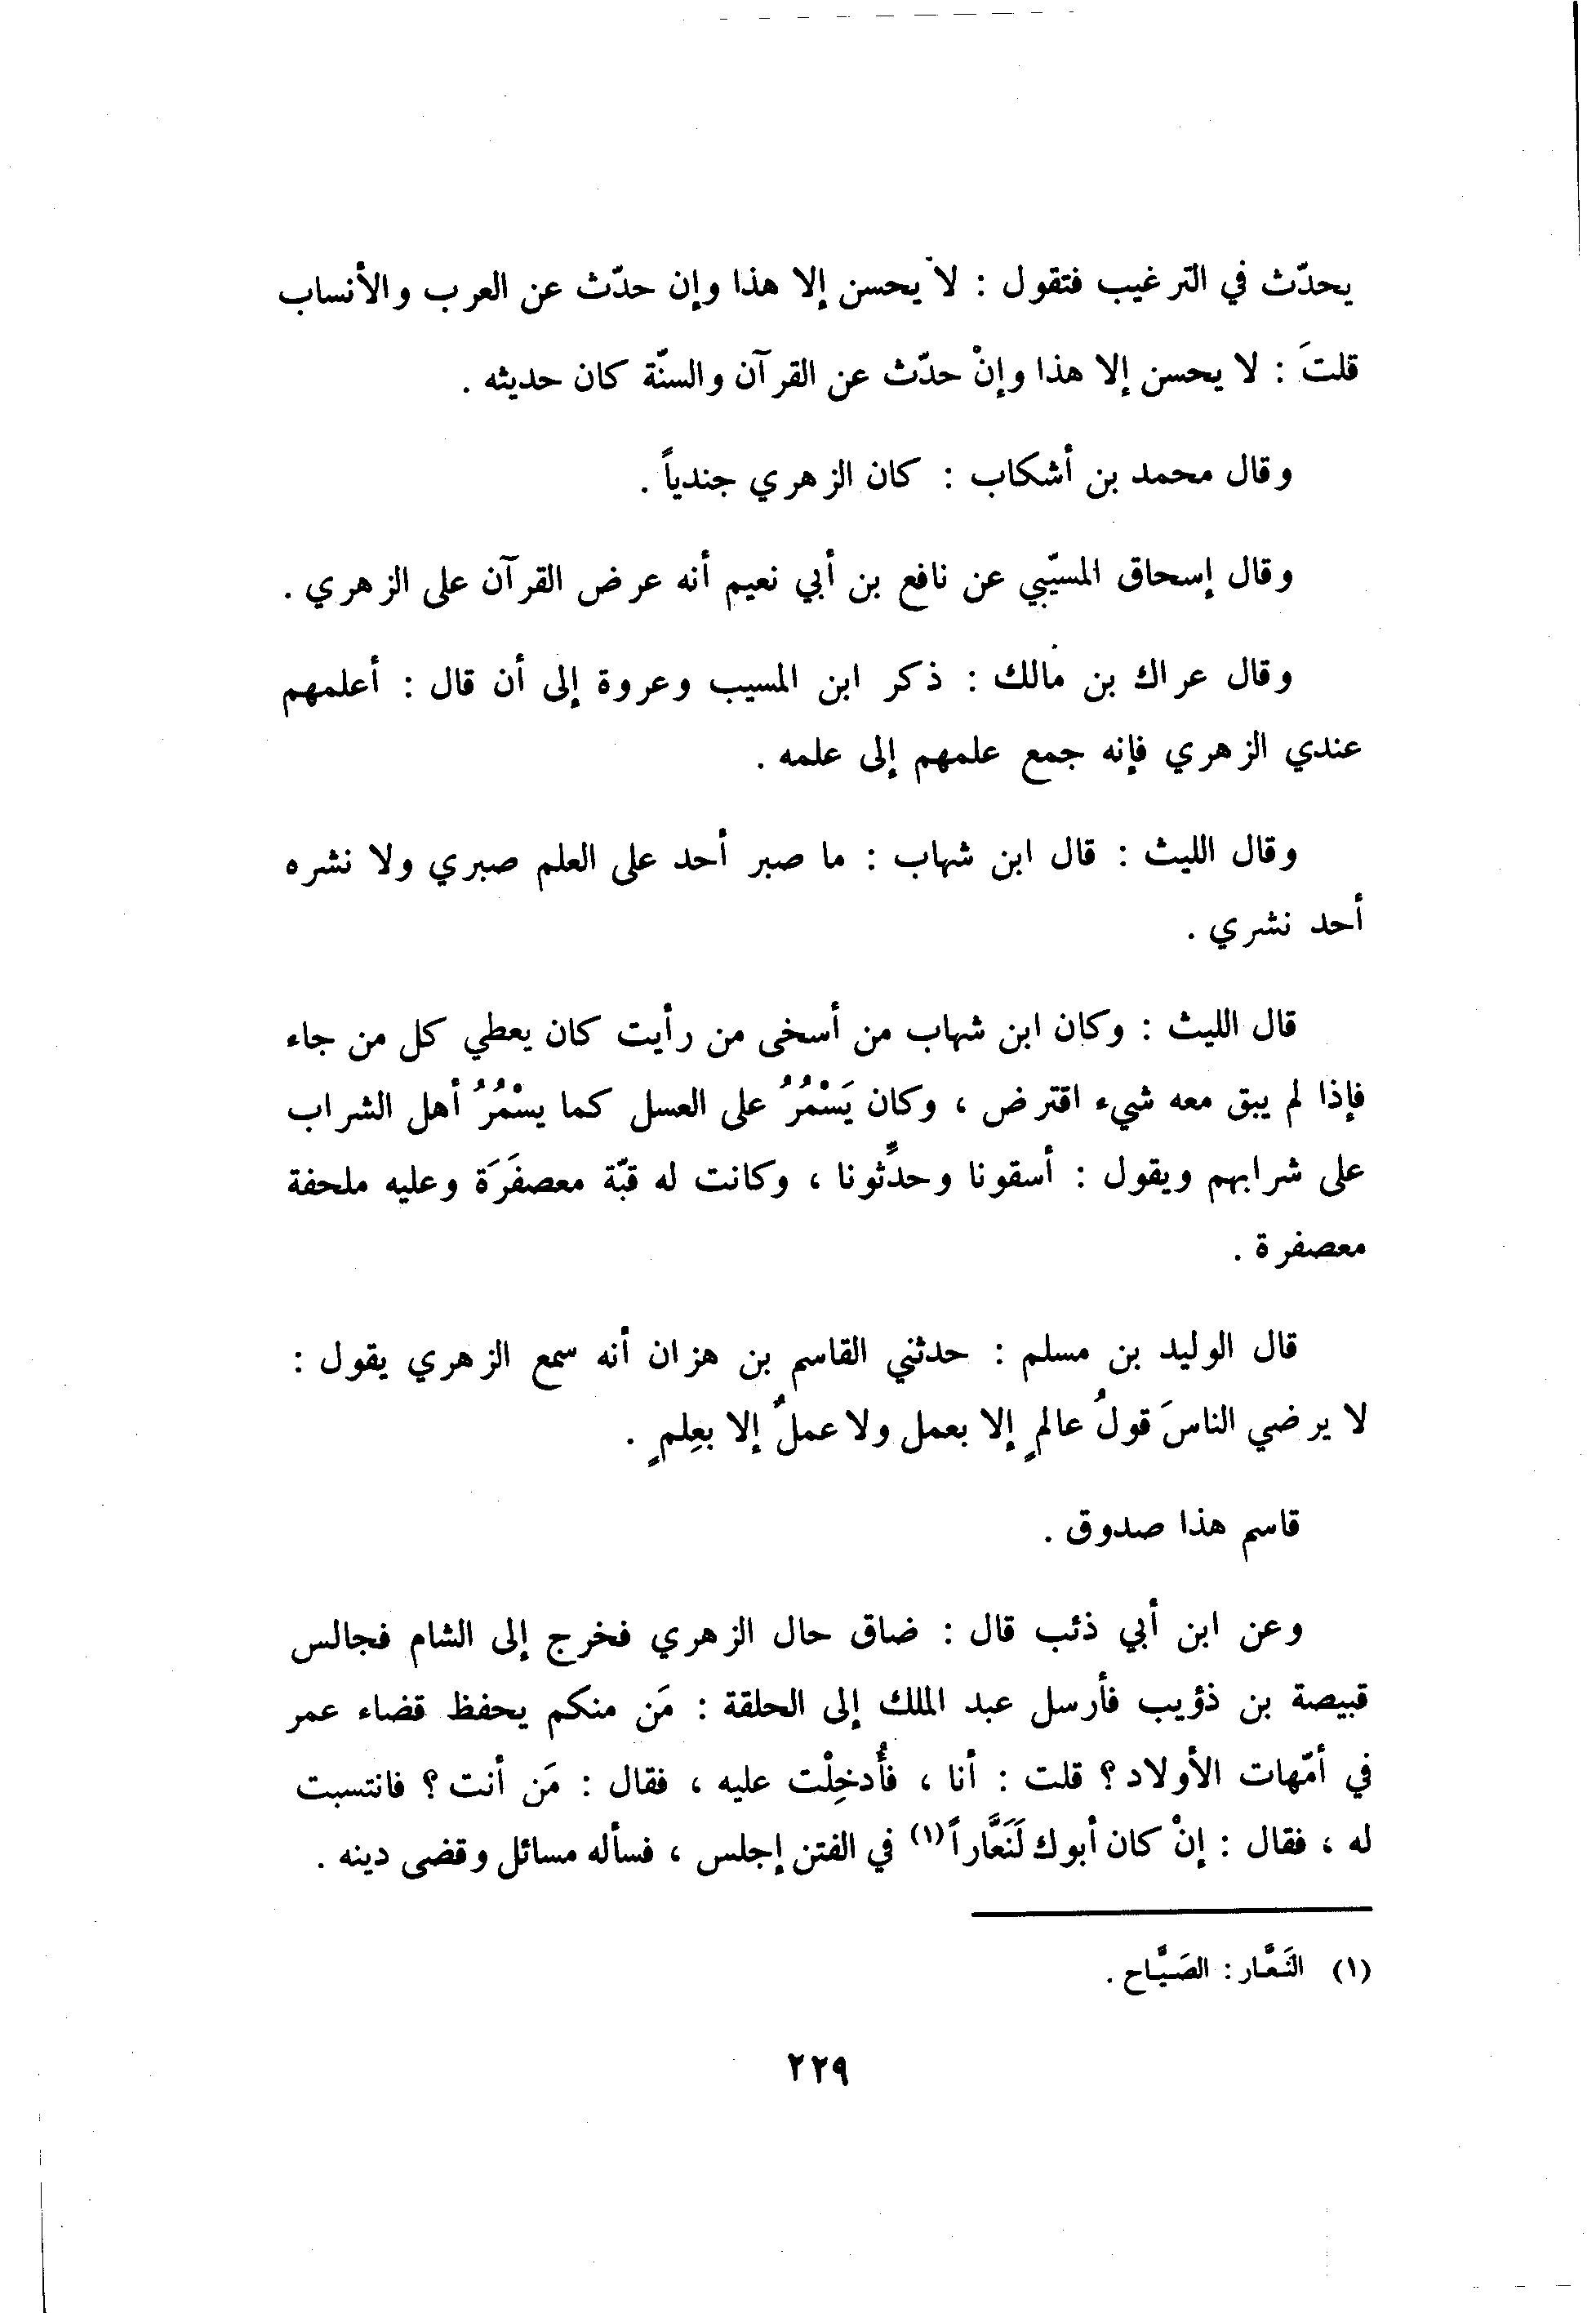 يحدّث في الترغيب فتقول : لا يحسن إلا هذا وإن حدّث عن العرب والأنساب
قلتَ : لا يحسن إلا هذا وإنْ حدّث عن القرآن والسنّة كان حديثه .
وقال محمد بن أشكاب : كان الزهري جندياً .
وقال إسحاق المسيّبي عن نافع بن أبي نعيم أنه عرض القرآن على الزهري .
وقال عراك بن مالك : ذكر ابن المسيب وعروة إلى أن قال : أعلمهم
عندي الزهري فإنه جمع علمهم إلى علمه .
وقال الليث : قال ابن شهاب : ما صبر أحد على العلم صبري ولا نشره
أحد نشري .
قال الليث : وكان ابن شهاب من أسخى من رأيت كان يعطي كل من جاء
فإذا لم يبق معه شيء اقترض ، وكان يَسْمُرُ على العسل كما يسْمُرُ أهل الشراب
على شرابهم ويقول : أسقونا وحدِّثونا ، وكانت له قبّة معصفَرَة وعليه ملحفة
معصفرة .
قال الوليد بن مسلم : حدثني القاسم بن هزان أنه سمع الزهري يقول :
لا يرضي الناسَ قولُ عالمٍ إلا بعمل ولا عملٌ إلا بعِلمٍ .
قاسم هذا صدوق .
وعن ابن أبي ذئب قال : ضاق حال الزهري فخرج إلى الشام فجالس
قبيصة بن ذؤيب فأرسل عبد الملك إلى الحلقة : مَن منكم يحفظ قضاء عمر
في أمّهات الأولاد ؟ قلت : أنا ، فأُدخِلْت عليه ، فقال : مَن أنت ؟ فانتسبت
له ، فقال : إنْ كان أبوك لَنَعَّاراً (١) في الفتن إجلس ، فسأله مسائل وقضى دينه .
(١) النَعَّار : الصَيَّاح .
٢٢٩